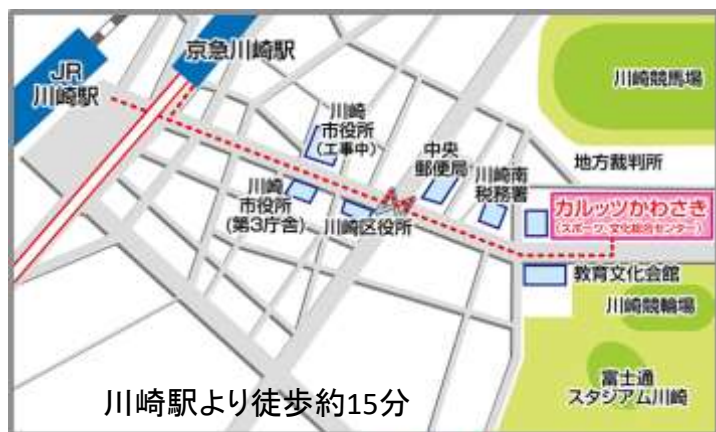 JR
川崎駅
京急川崎駅
川崎競馬場
川崎
市役所
(工事中)
中央
郵便局
川崎南
税務署
地方裁判所
カルッツかわさき
(スポーツ・文化総合センター)
川崎
市役所
(第3庁舎)
川崎区役所
教育文化会館
川崎競輪場
富士通
スタジアム川崎
川崎駅より徒歩約15分